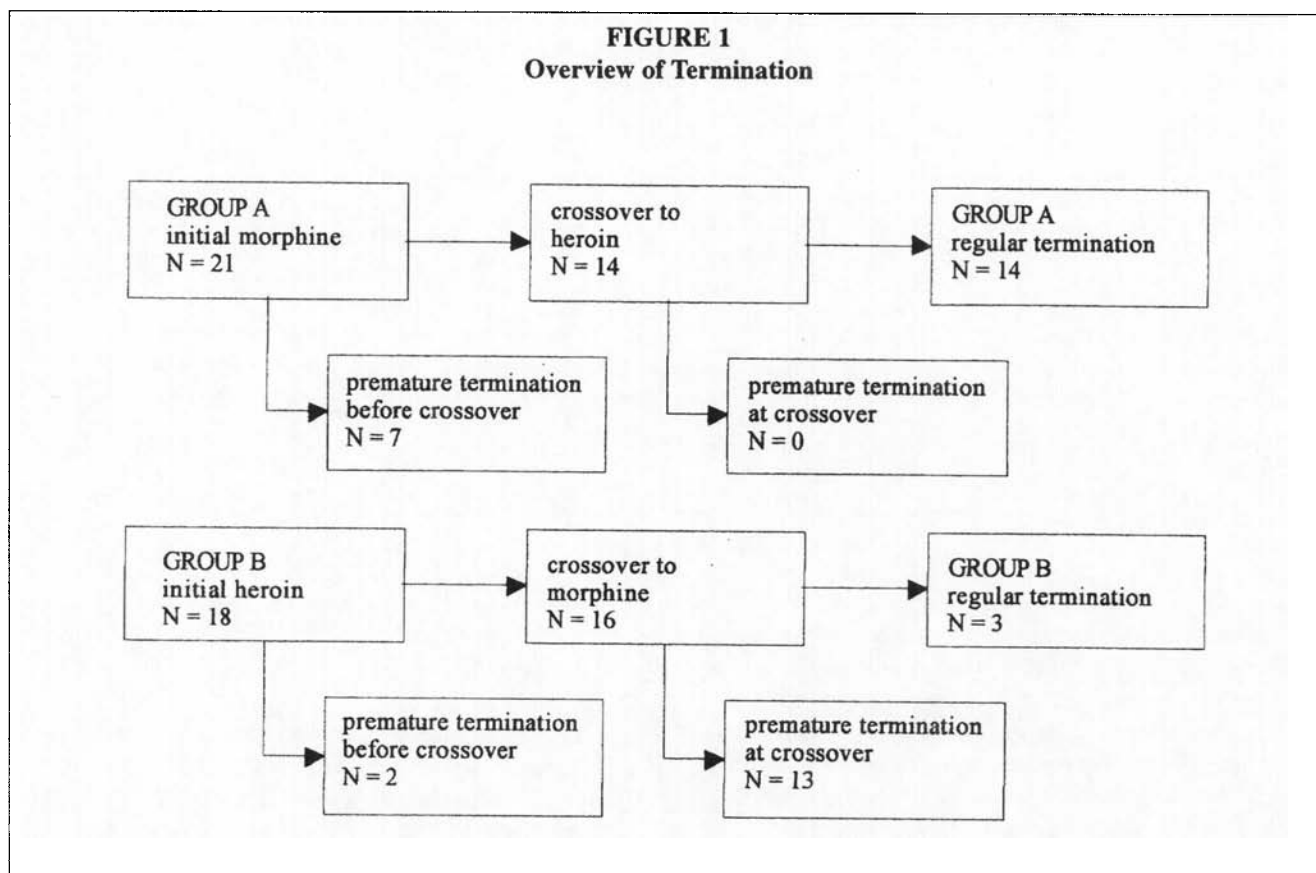 FIGURE 1
Overview of Termination
GROUP A
initial morphine
N = 21
crossover to
heroin
N = 14
GROUP A
regular termination
N = 14
premature termination
before crossover
N = 7
premature termination
at crossover
N = 0
GROUP B
initial heroin
N = 18
crossover to
morphine
N = 16
GROUP B
regular termination
N = 3
premature termination
before crossover
N = 2
premature termination
at crossover
N = 13